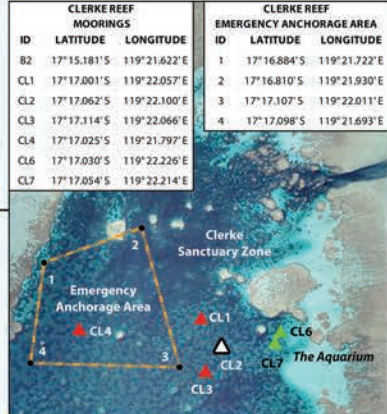 CLERKE REEF
MOORINGS
ID LATITUDE LONGITUDE
B2 17°15.181'S 119°21.622'E
CL1 17°17.001'S 119°22.057'E
CL2 17°17.062'S 119°22.100'E
CL3 17°17.114'S 119°22.066'E
CL4 17°17.025'S 119°21.797'E
CL6 17°17.030'S 119°22.226'E
CL7 17°17.054'S 119°22.214'E
CLERKE REEF
EMERGENCY ANCHORAGE AREA
ID LATITUDE LONGITUDE
1 17°16.884'S 119°21.722'E
2 17°16.810'S 119°21.930'E
3 17°17.107'S 119°22.011'E
4 17°17.098'S 119°21.693'E
2
Clerke
Sanctuary Zone
1
Emergency
Anchorage Area
CL4
CL1
CL6
4
3
CL2
CL7
The Aquarium
CL3